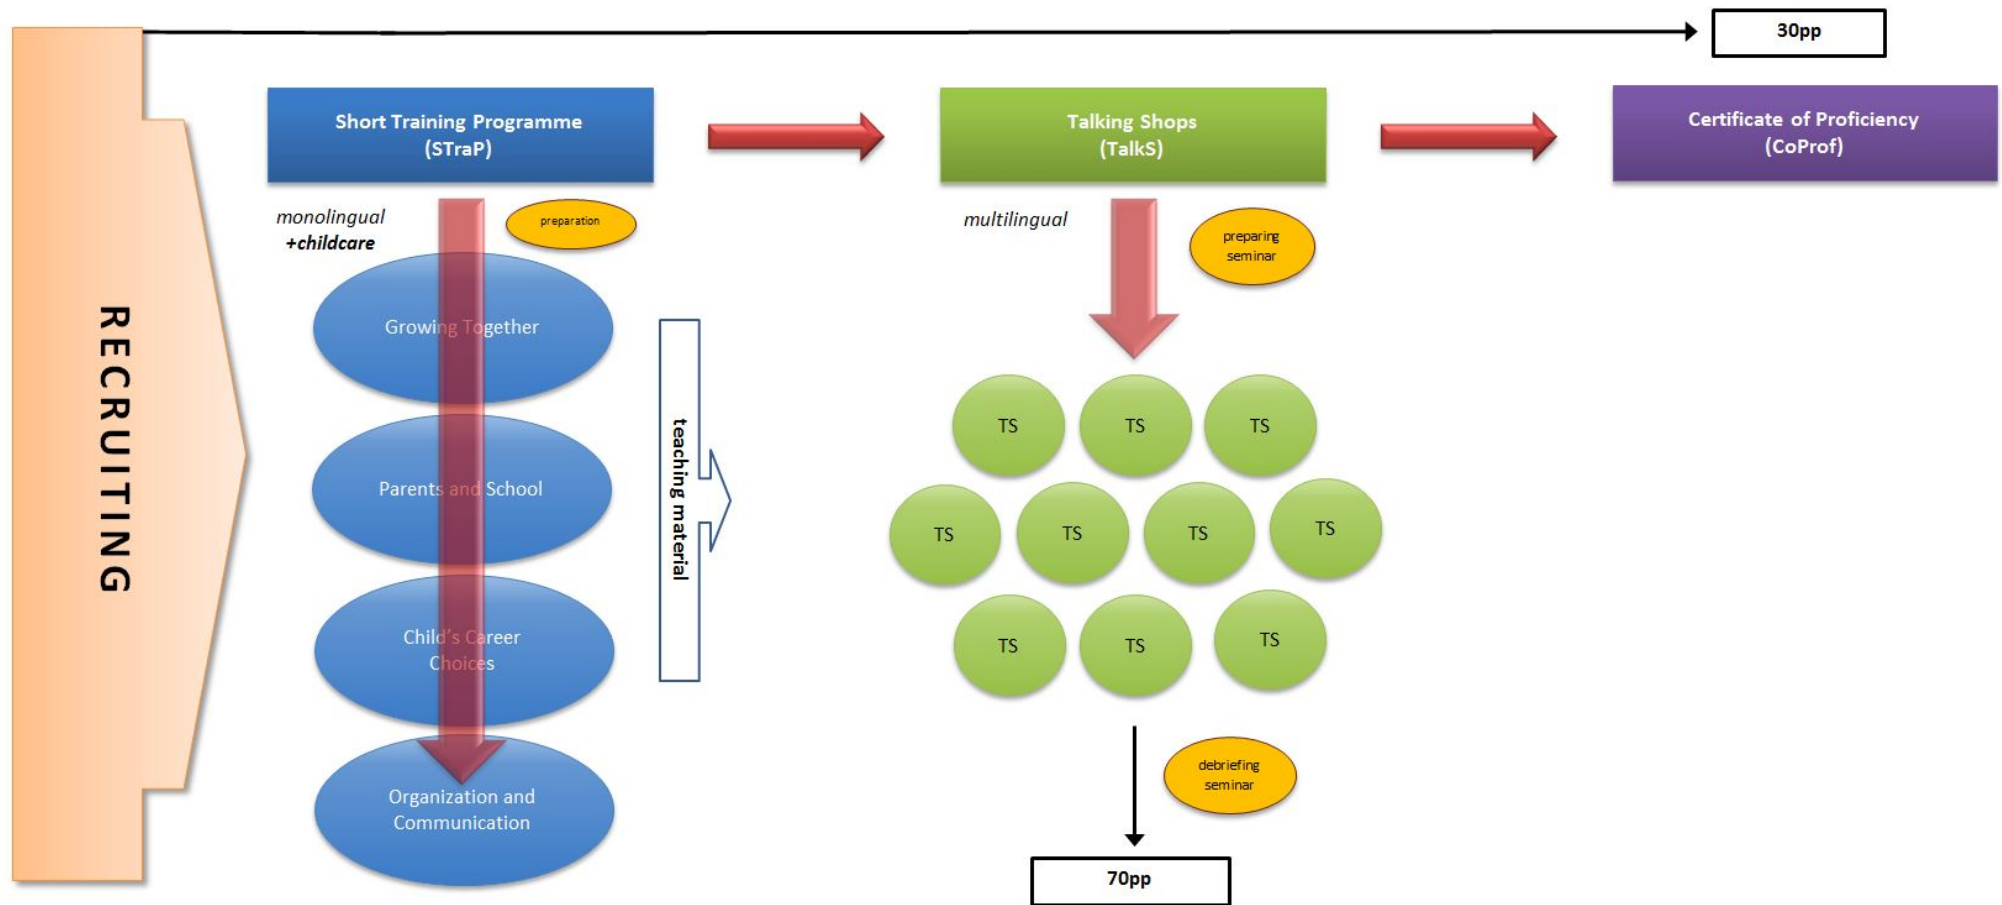 30pp
RECRUITING
Short Training Programme
(STraP)
Talking Shops
(TalkS)
Certificate of Proficiency
(CoProf)
monolingual
+childcare
preparation
multilingual
preparing
seminar
Growing Together
Parents and School
Child's Career
Choices
Organization and
Communication
teaching material
TS
TS
TS
TS
TS
TS
TS
TS
TS
TS
debriefing
seminar
70pp